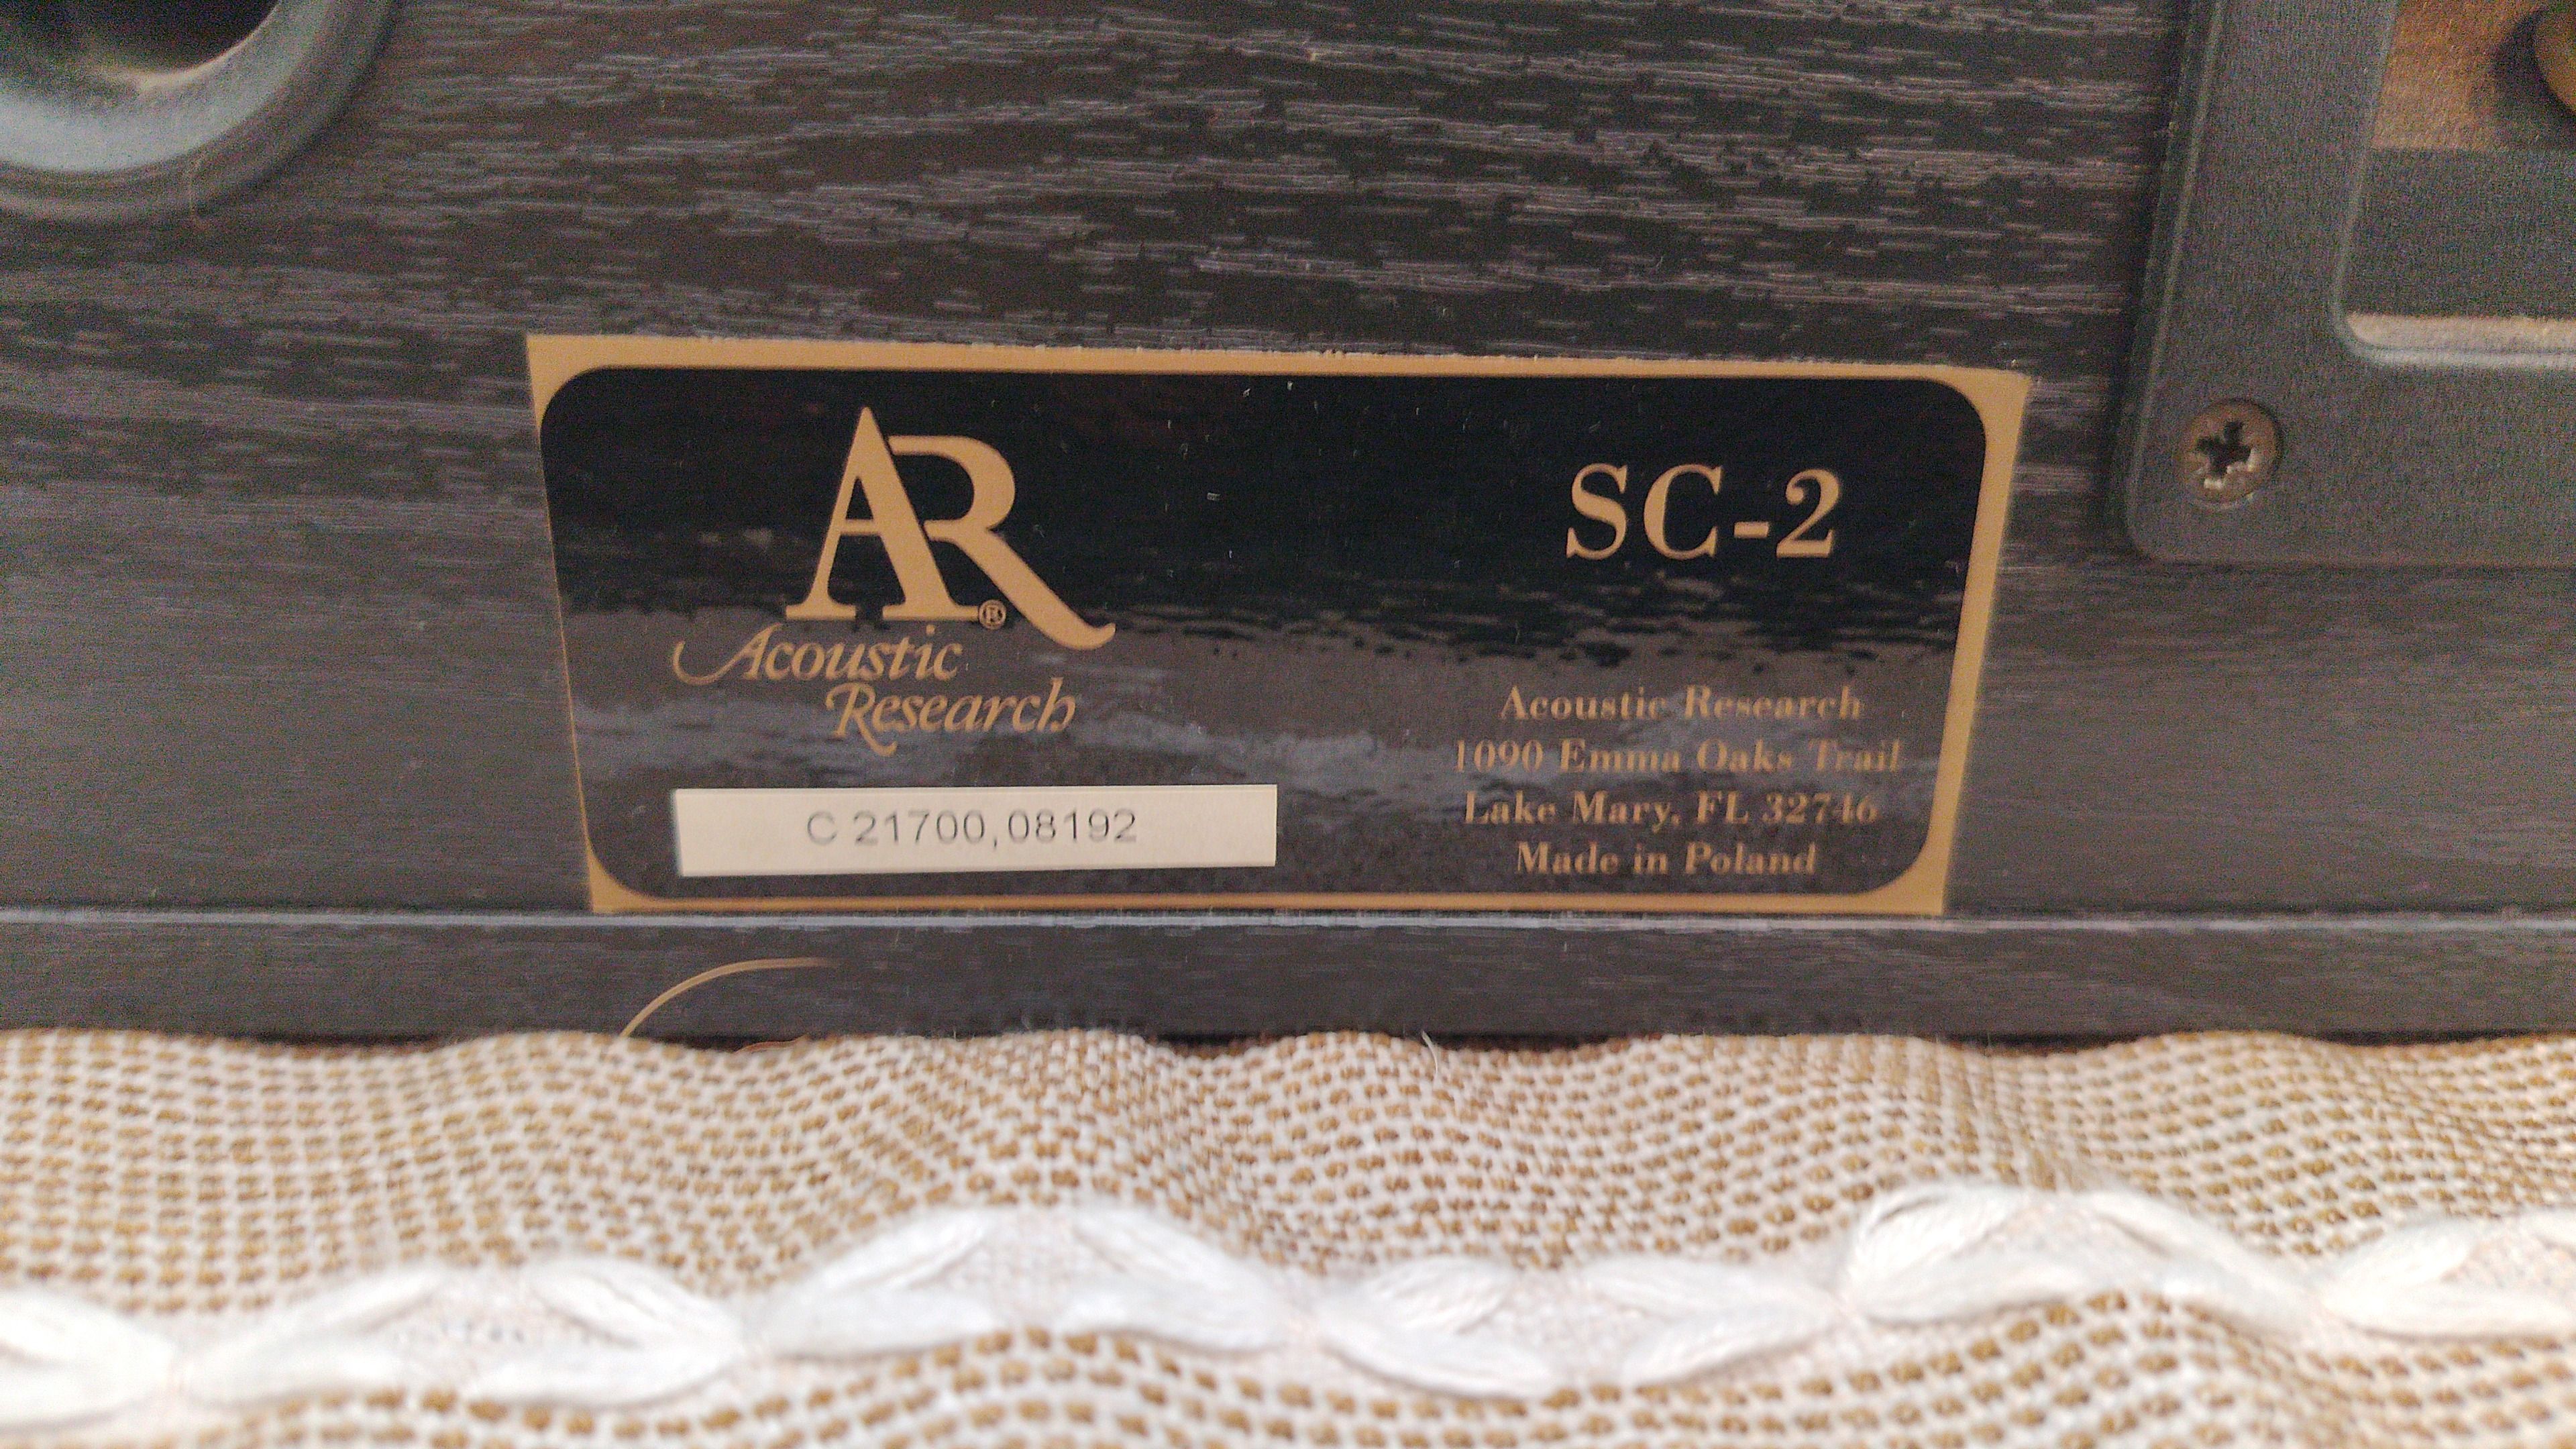 AR®
Acoustic
Research
C 21700,08192
SC-2
Acoustic Research
1090 Emma Oaks Trail
Lake Mary, FL 32746
Made in Poland